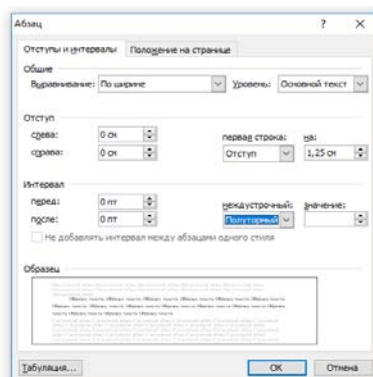 Абзац ? ×
Отступы и интервалы Положение на странице
Общие
Выравнивание: По ширине Уровень: Основной текст
Отступ
слева: 0 см первая строка: на:
справа: 0 см Отступ 1,25 см
Интервал
перед: 0 пт междустрочный: значение:
после: 0 пт Полуторный
Не добавлять интервал между абзацами одного стиля
Образец
Табуляция... ОК Отмена